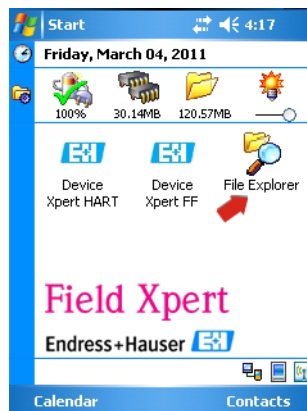 Start 4:17
Friday, March 04, 2011
100% 30.14MB 120.57MB
E+H E+H
Device Xpert HART Device Xpert FF File Explorer
Field Xpert
Endress+Hauser E+H
Calendar Contacts